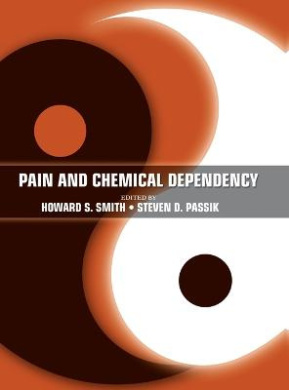 PAIN AND CHEMICAL DEPENDENCY
EDITED BY
HOWARD S. SMITH • STEVEN D. PASSIK